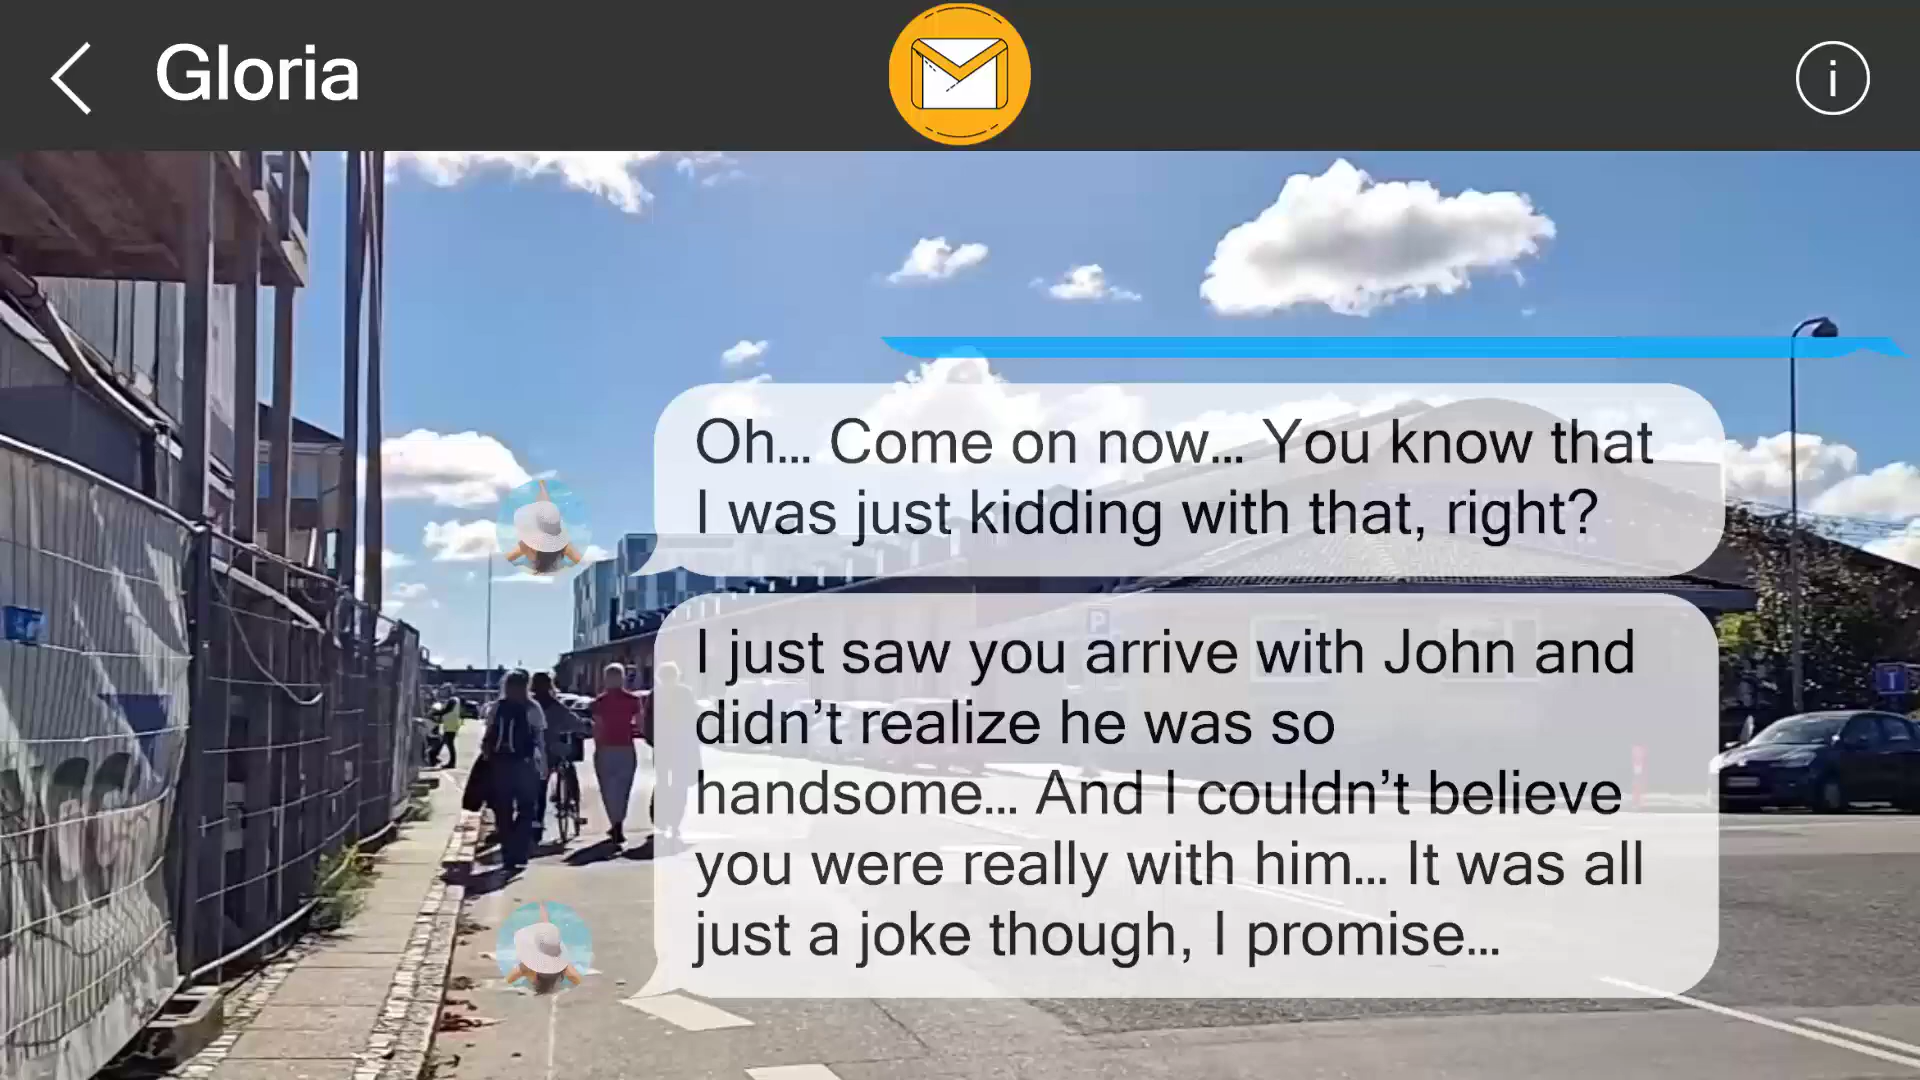 Gloria
i
Oh... Come on now... You know that
I was just kidding with that, right?
I just saw you arrive with John and
didn’t realize he was so
handsome... And I couldn’t believe
you were really with him... It was all
just a joke though, I promise...
P
T